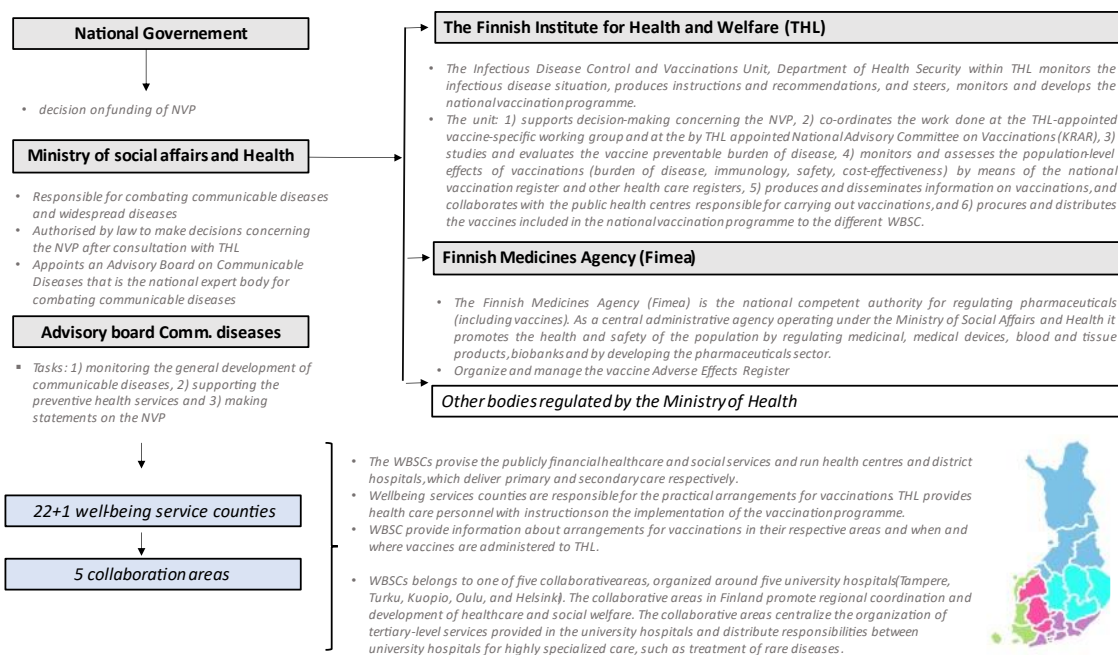 National Governement
• decision on funding of NVP
Ministry of social affairs and Health
• Responsible for combating communicable diseases
and widespread diseases
• Authorised by law to make decisions concerning
the NVP after consultation with THL
• Appoints an Advisory Board on Communicable
Diseases that is the national expert body for
combating communicable diseases
Advisory board Comm. diseases
▪ Tasks: 1) monitoring the general development of
communicable diseases, 2) supporting the
preventive health services and 3) making
statements on the NVP
22+1 well-being service counties
5 collaboration areas
The Finnish Institute for Health and Welfare (THL)
• The Infectious Disease Control and Vaccinations Unit, Department of Health Security within THL monitors the
infectious disease situation, produces instructions and recommendations, and steers, monitors and develops the
national vaccination programme.
• The unit: 1) supports decision-making concerning the NVP, 2) co-ordinates the work done at the THL-appointed
vaccine-specific working group and at the by THL appointed National Advisory Committee on Vaccinations (KRAR), 3)
studies and evaluates the vaccine preventable burden of disease, 4) monitors and assesses the population-level
effects of vaccinations (burden of disease, immunology, safety, cost-effectiveness) by means of the national
vaccination register and other health care registers, 5) produces and disseminates information on vaccinations, and
collaborates with the public health centres responsible for carrying out vaccinations, and 6) procures and distributes
the vaccines included in the national vaccination programme to the different WBSC.
Finnish Medicines Agency (Fimea)
• The Finnish Medicines Agency (Fimea) is the national competent authority for regulating pharmaceuticals
(including vaccines). As a central administrative agency operating under the Ministry of Social Affairs and Health it
promotes the health and safety of the population by regulating medicinal, medical devices, blood and tissue
products, biobanks and by developing the pharmaceuticals sector.
• Organize and manage the vaccine Adverse Effects Register
Other bodies regulated by the Ministry of Health
• The WBSCs provise the publicly financial healthcare and social services and run health centres and district
hospitals, which deliver primary and secondary care respectively.
• Wellbeing services counties are responsible for the practical arrangements for vaccinations. THL provides
health care personnel with instructions on the implementation of the vaccination programme.
• WBSC provide information about arrangements for vaccinations in their respective areas and when and
where vaccines are administered to THL.
• WBSCs belongs to one of five collaborative areas, organized around five university hospitals (Tampere,
Turku, Kuopio, Oulu, and Helsinki). The collaborative areas in Finland promote regional coordination and
development of healthcare and social welfare. The collaborative areas centralize the organization of
tertiary-level services provided in the university hospitals and distribute responsibilities between
university hospitals for highly specialized care, such as treatment of rare diseases.